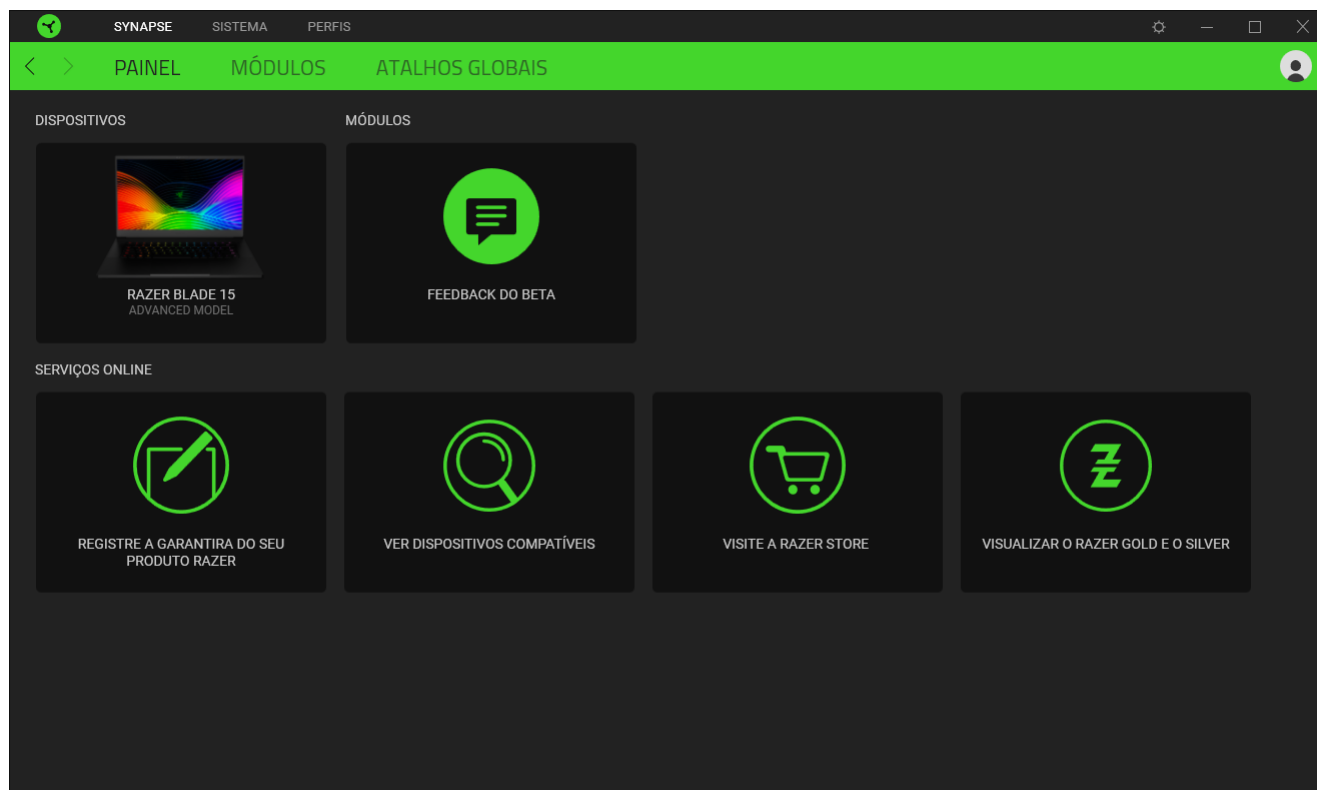 SYNAPSE SISTEMA PERFIS
PAINEL MÓDULOS ATALHOS GLOBAIS
DISPOSITIVOS
MÓDULOS
RAZER BLADE 15
ADVANCED MODEL
FEEDBACK DO BETA
SERVIÇOS ONLINE
REGISTRE A GARANTIRA DO SEU
PRODUTO RAZER
VER DISPOSITIVOS COMPATÍVEIS
VISITE A RAZER STORE
VISUALIZAR O RAZER GOLD E O SILVER